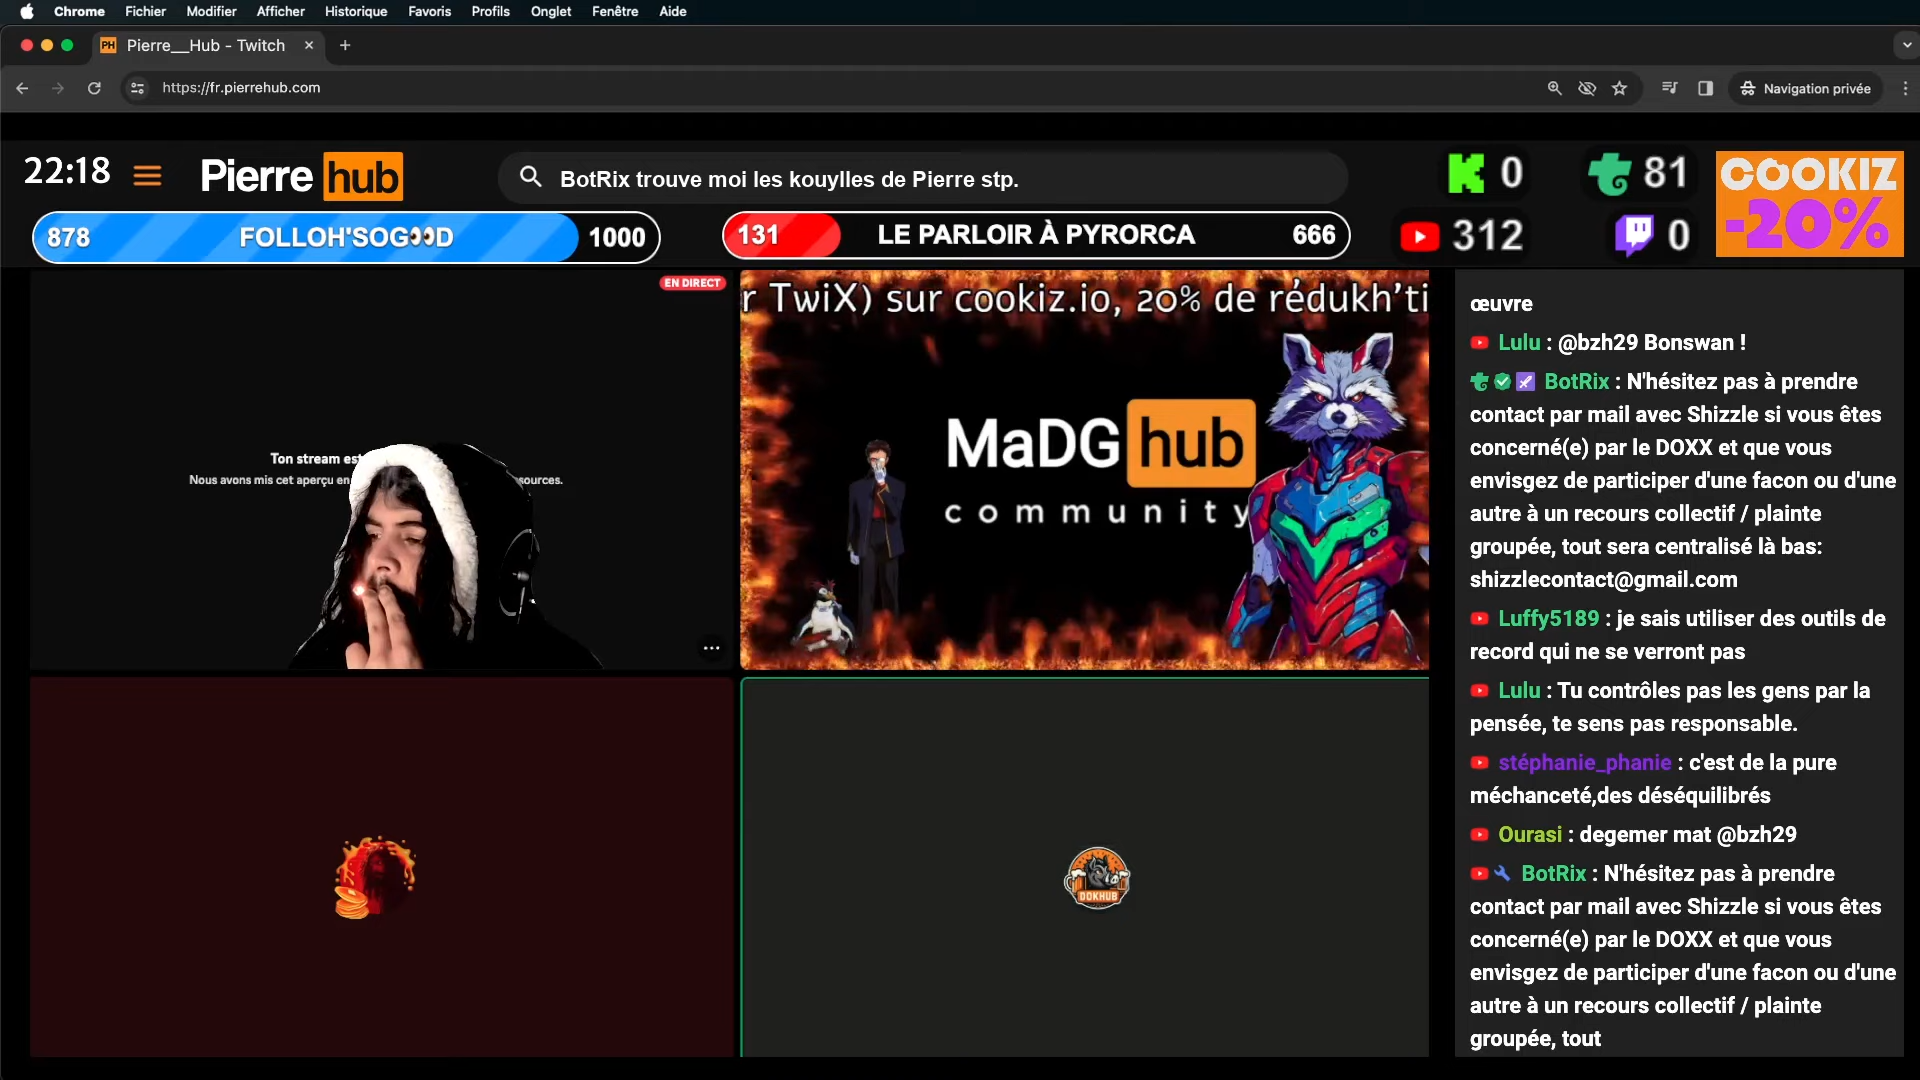 Chrome Fichier Modifier Afficher Historique Favoris Profils Onglet Fenêtre Aide
PH Pierre__Hub - Twitch
https://fr.pierrehub.com
Navigation privée
22:18
Pierre hub
BotRix trouve moi les kouylles de Pierre stp.
0
81
COOKIZ
-20%
878 FOLLOH'SOG👀D 1000
131 LE PARLOIR À PYRORCA 666
312
0
EN DIRECT
r TwiX) sur cookiz.io, 20% de rédukh'ti
Ton stream est
Nous avons mis cet aperçu en
sources.
MaDG hub
community
DOKHUB
œuvre
Lulu : @bzh29 Bonswan !
BotRix : N'hésitez pas à prendre
contact par mail avec Shizzle si vous êtes
concerné(e) par le DOXX et que vous
envisgez de participer d'une facon ou d'une
autre à un recours collectif / plainte
groupée, tout sera centralisé là bas:
shizzlecontact@gmail.com
Luffy5189 : je sais utiliser des outils de
record qui ne se verront pas
Lulu : Tu contrôles pas les gens par la
pensée, te sens pas responsable.
stéphanie_phanie : c'est de la pure
méchanceté,des déséquilibrés
Ourasi : degemer mat @bzh29
BotRix : N'hésitez pas à prendre
contact par mail avec Shizzle si vous êtes
concerné(e) par le DOXX et que vous
envisgez de participer d'une facon ou d'une
autre à un recours collectif / plainte
groupée, tout